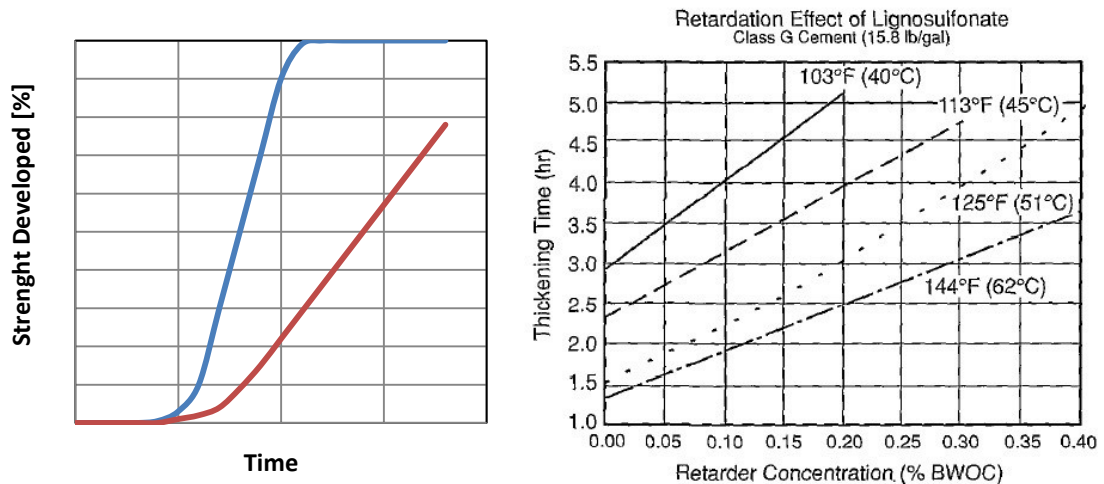 Strenght Developed [%]
Time
Retardation Effect of Lignosulfonate
Class G Cement (15.8 lb/gal)
Thickening Time (hr)
5.5
5.0
4.5
4.0
3.5
3.0
2.5
2.0
1.5
1.0
103°F (40°C)
113°F (45°C)
125°F (51°C)
144°F (62°C)
0.00 0.05 0.10 0.15 0.20 0.25 0.30 0.35 0.40
Retarder Concentration (% BWOC)